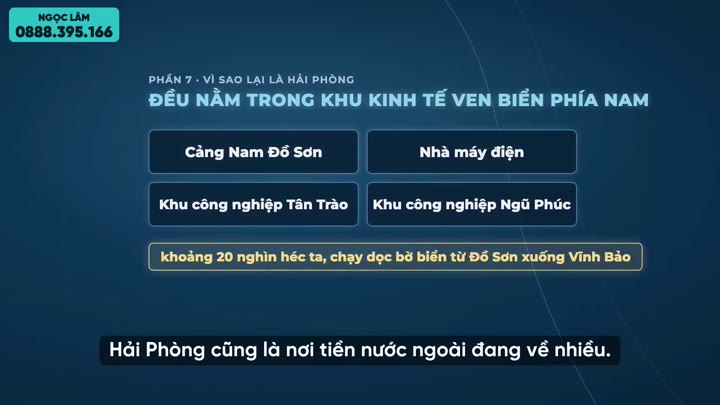 NGỌC LÂM
0888.395.166
PHẦN 7 - VÌ SAO LẠI LÀ HẢI PHÒNG
ĐỀU NẰM TRONG KHU KINH TẾ VEN BIỂN PHÍA NAM
Cảng Nam Đồ Sơn
Nhà máy điện
Khu công nghiệp Tân Trào
Khu công nghiệp Ngũ Phúc
khoảng 20 nghìn héc ta, chạy dọc bờ biển từ Đồ Sơn xuống Vĩnh Bảo
Hải Phòng cũng là nơi tiền nước ngoài đang về nhiều.